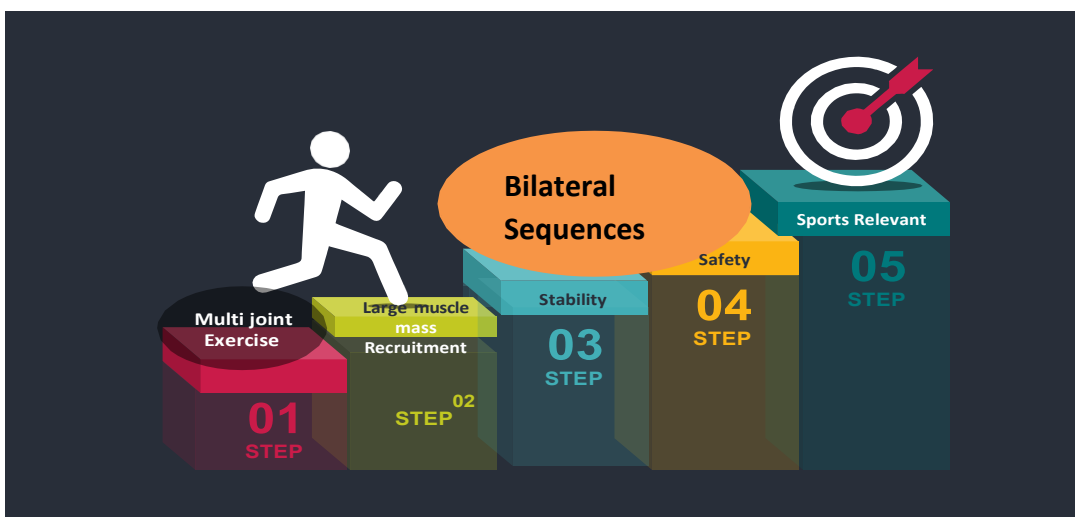 Bilateral
Sequences
Multi joint
Exercise
01
STEP
Large muscle
mass
Recruitment
02
STEP
Stability
03
STEP
Safety
04
STEP
Sports Relevant
05
STEP